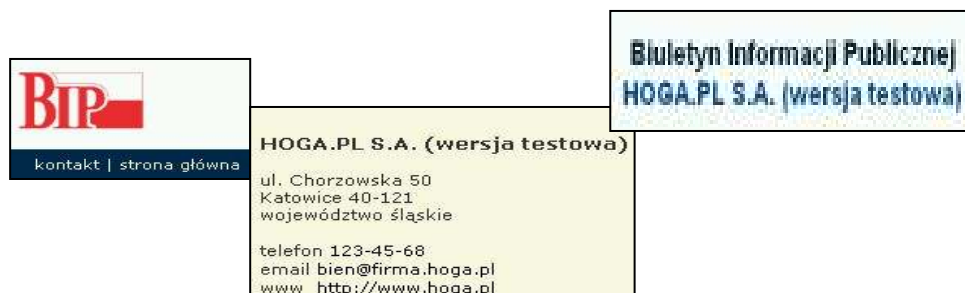 BIP
kontakt | strona główna
HOGA.PL S.A. (wersja testowa)
ul. Chorzowska 50
Katowice 40-121
województwo śląskie
telefon 123-45-68
email bien@firma.hoga.pl
www http://www.hoga.pl
Biuletyn Informacji Publicznej
HOGA.PL S.A. (wersja testowa)